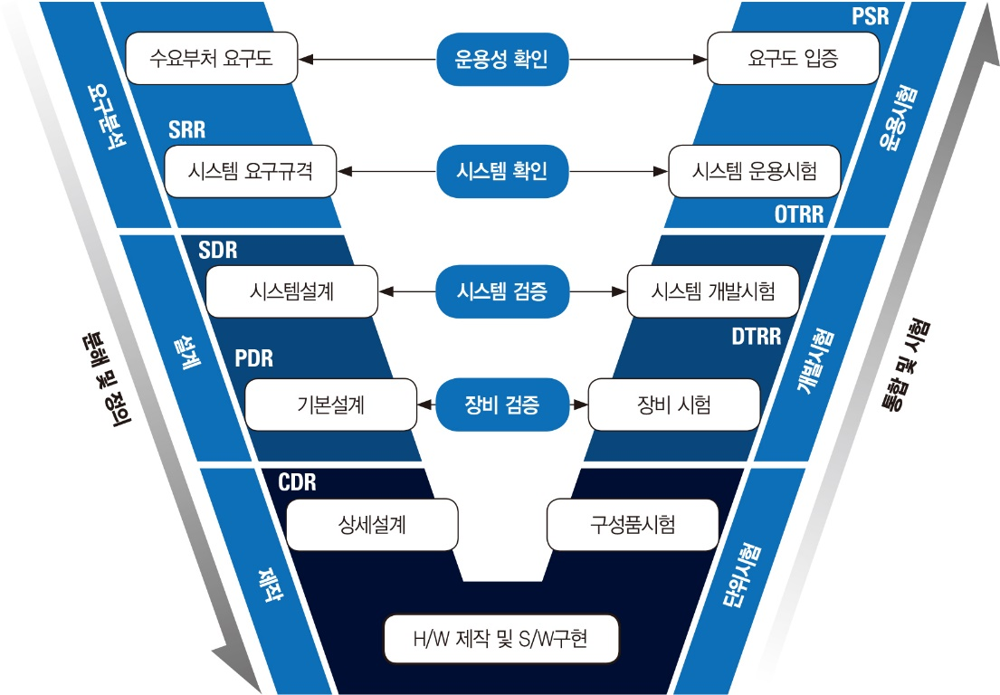 PSR
수요부처 요구도
운용성 확인
요구도 입증
요구분석
운용시험
SRR
시스템 요구규격
시스템 확인
시스템 운용시험
OTRR
SDR
시스템설계
시스템 검증
시스템 개발시험
DTRR
분해 및 정의
설계
개발시험
통합 및 시험
PDR
기본설계
장비 검증
장비 시험
CDR
상세설계
구성품시험
제작
단위시험
H/W 제작 및 S/W구현